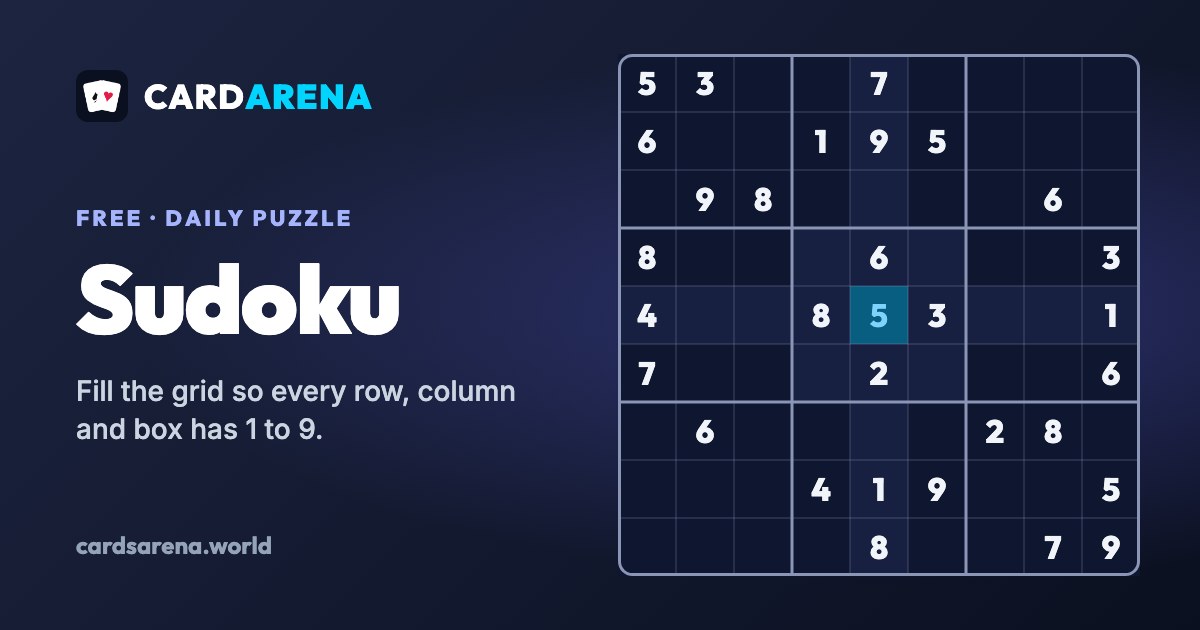 CARDARENA
FREE · DAILY PUZZLE
Sudoku
Fill the grid so every row, column
and box has 1 to 9.
cardsarena.world
5 3 7
6 1 9 5
9 8 6
8 6 3
4 8 5 3 1
7 2 6
6 2 8
4 1 9 5
8 7 9